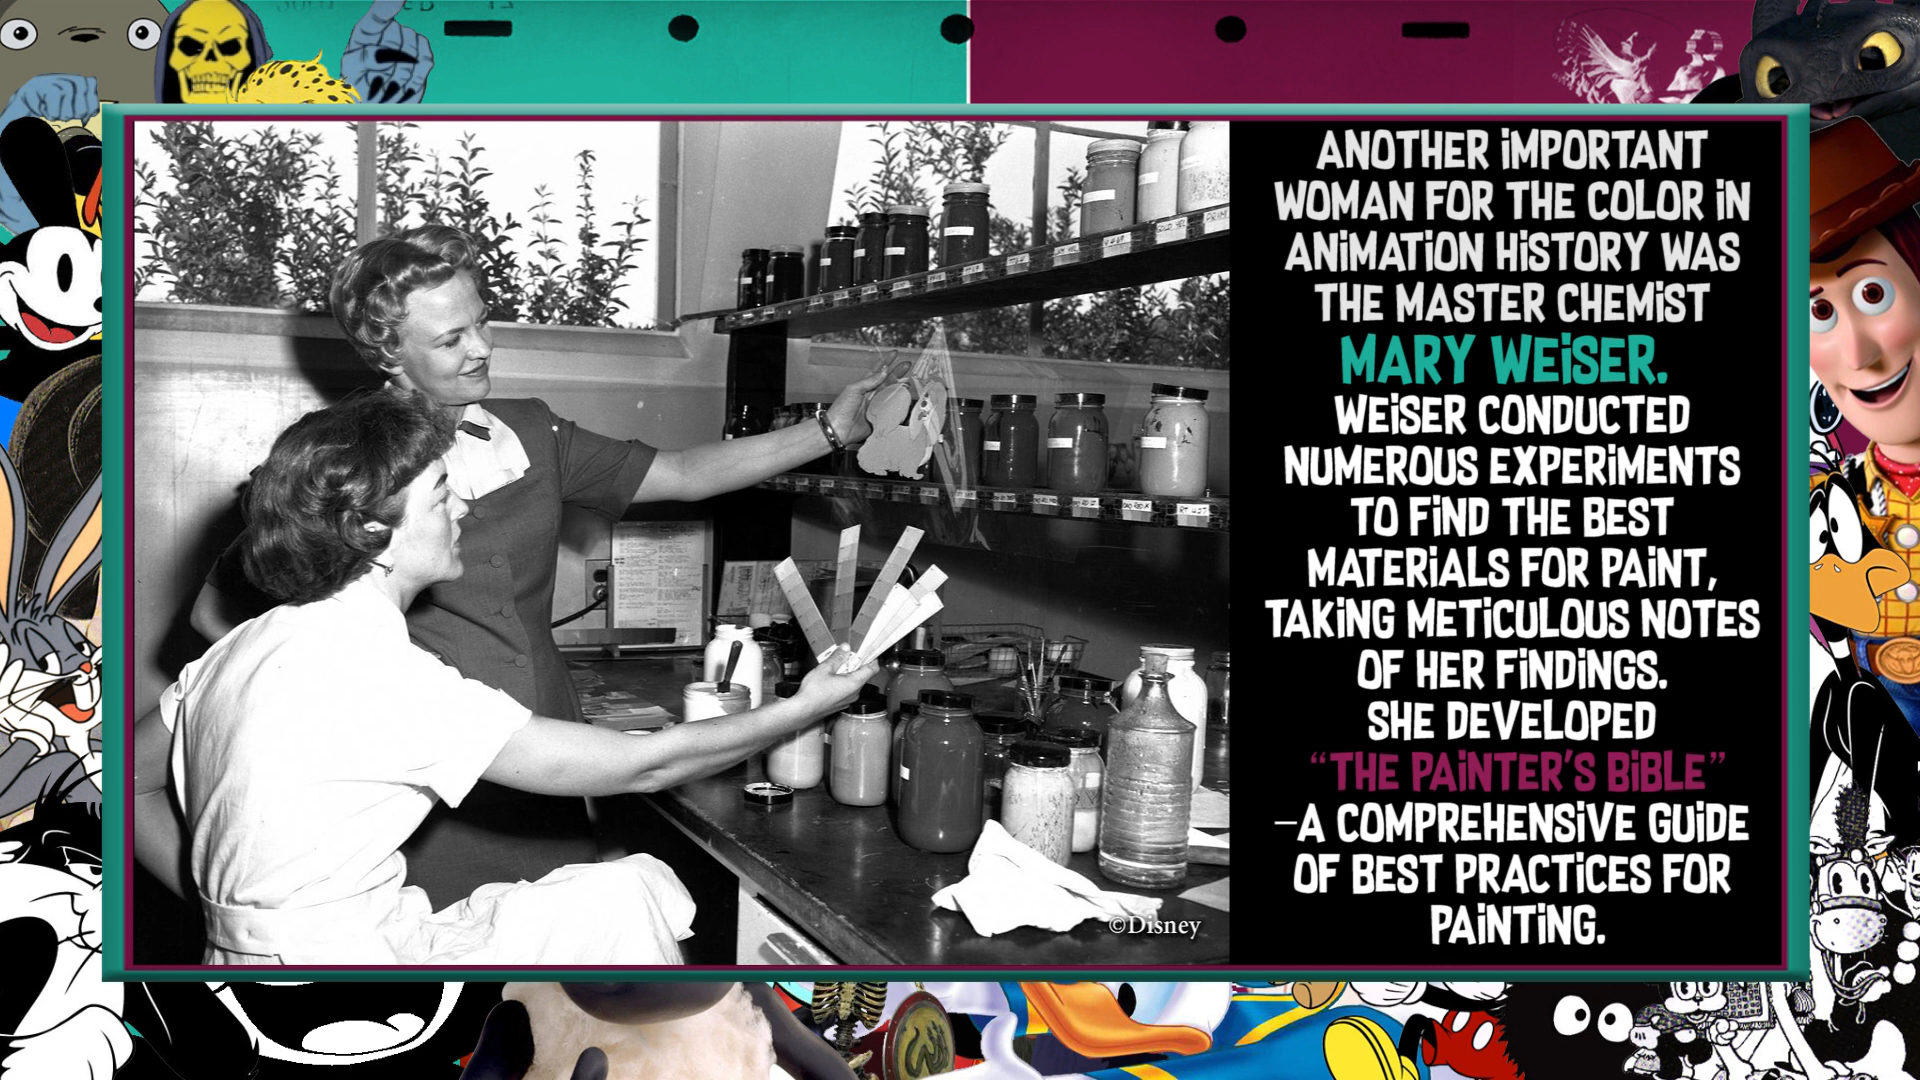 ANOTHER IMPORTANT
WOMAN FOR THE COLOR IN
ANIMATION HISTORY WAS
THE MASTER CHEMIST
MARY WEISER.
WEISER CONDUCTED
NUMEROUS EXPERIMENTS
TO FIND THE BEST
MATERIALS FOR PAINT,
TAKING METICULOUS NOTES
OF HER FINDINGS.
SHE DEVELOPED
“THE PAINTER’S BIBLE”
–A COMPREHENSIVE GUIDE
OF BEST PRACTICES FOR
PAINTING.
©Disney